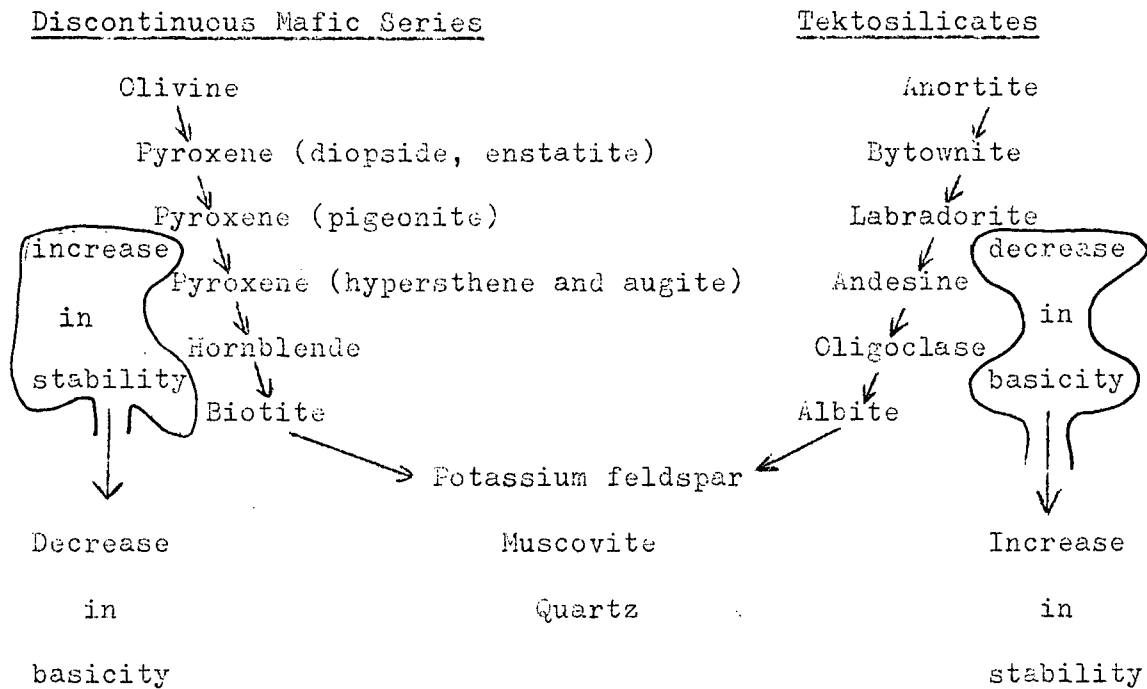 Discontinuous Mafic Series Tektosilicates
Olivine Anortite
Pyroxene (diopside, enstatite) Bytownite
Pyroxene (pigeonite) Labradorite
increase decrease
Pyroxene (hypersthene and augite) Andesine
in in
Hornblende Oligoclase
stability basicity
Biotite Albite
Potassium feldspar
Decrease Muscovite Increase
in Quartz in
basicity stability